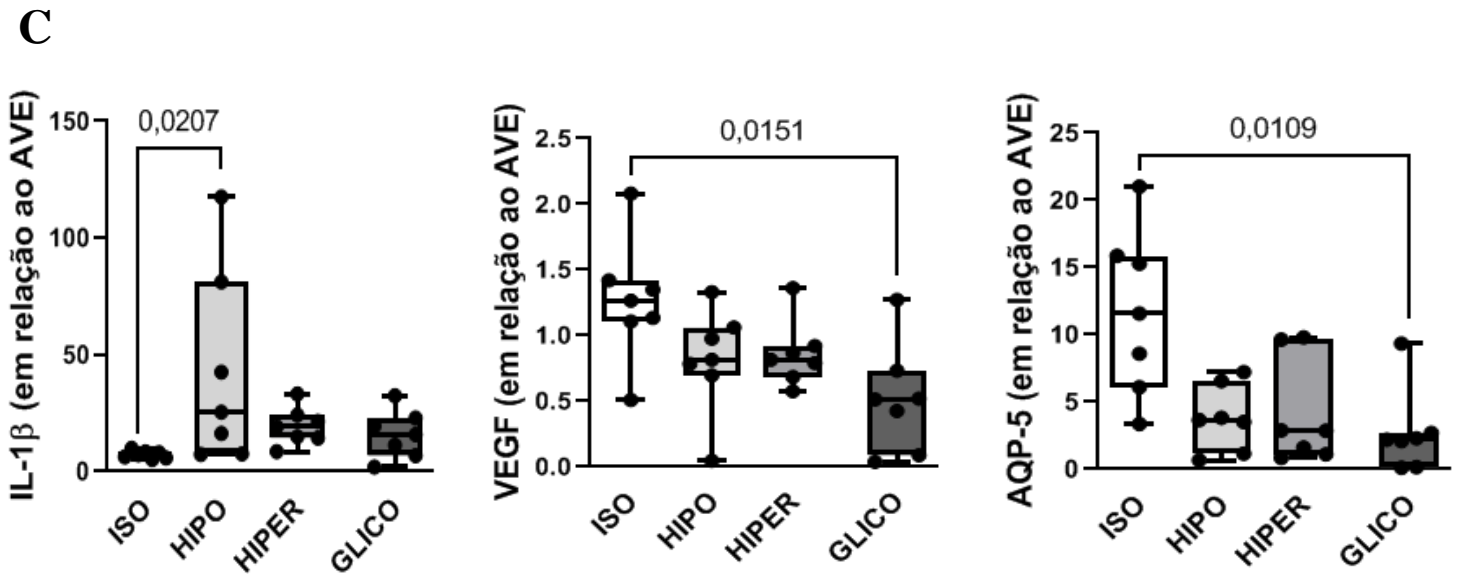 C
IL-1β (em relação ao AVE)
150
100
50
0
0,0207
ISO
HIPO
HIPER
GLICO
VEGF (em relação ao AVE)
2.5
2.0
1.5
1.0
0.5
0.0
0,0151
ISO
HIPO
HIPER
GLICO
AQP-5 (em relação ao AVE)
25
20
15
10
5
0
0,0109
ISO
HIPO
HIPER
GLICO